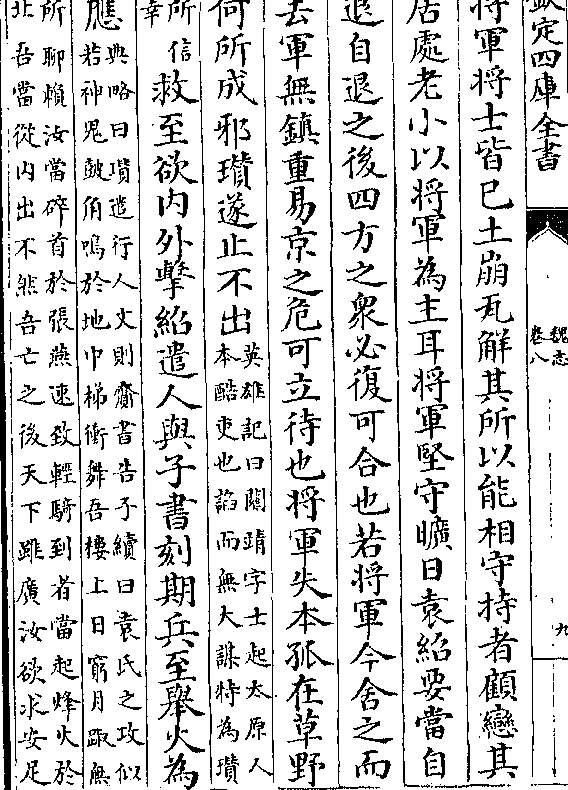 欽定四庫全書
魏志
卷八
九
將軍將士皆已土崩瓦解其所以能相守持者顧戀其
居處老小以將軍為主耳將軍堅守曠日袁紹要當自
退自退之後四方之衆必復可合也若將軍今舍之而
去軍無鎮重易京之危可立待也將軍失本孤在草野
何所成邪瓚遂止不出
英雄記曰關靖字士起太原人
本酷吏也諂而無大謀特為瓚
所信
幸
救至欲内外擊紹遣人與子書刻期兵至舉火為
應
典略曰瓚遣行人文則齎書告子續曰袁氏之攻似
若神鬼鼓角鳴於地中梯衝舞吾樓上日窮月踧無
所聊賴汝當碎首於張燕速致輕騎到者當起烽火於
北吾當從内出不然吾亡之後天下雖廣汝欲求安足